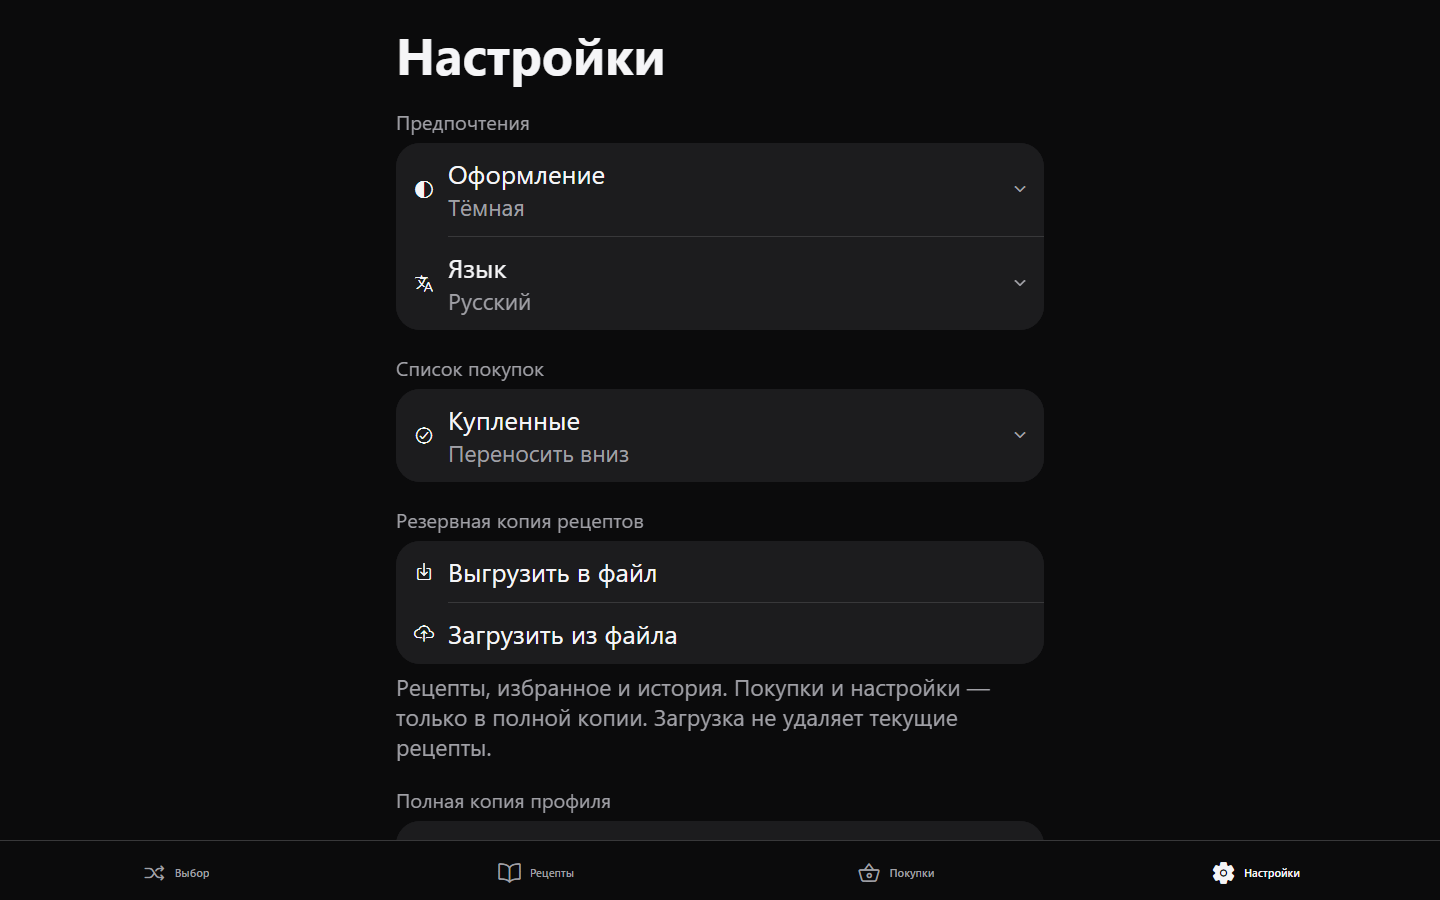 Настройки
Предпочтения
Оформление
Тёмная
Язык
Русский
Список покупок
Купленные
Переносить вниз
Резервная копия рецептов
Выгрузить в файл
Загрузить из файла
Рецепты, избранное и история. Покупки и настройки —
только в полной копии. Загрузка не удаляет текущие
рецепты.
Полная копия профиля
Выбор
Рецепты
Покупки
Настройки